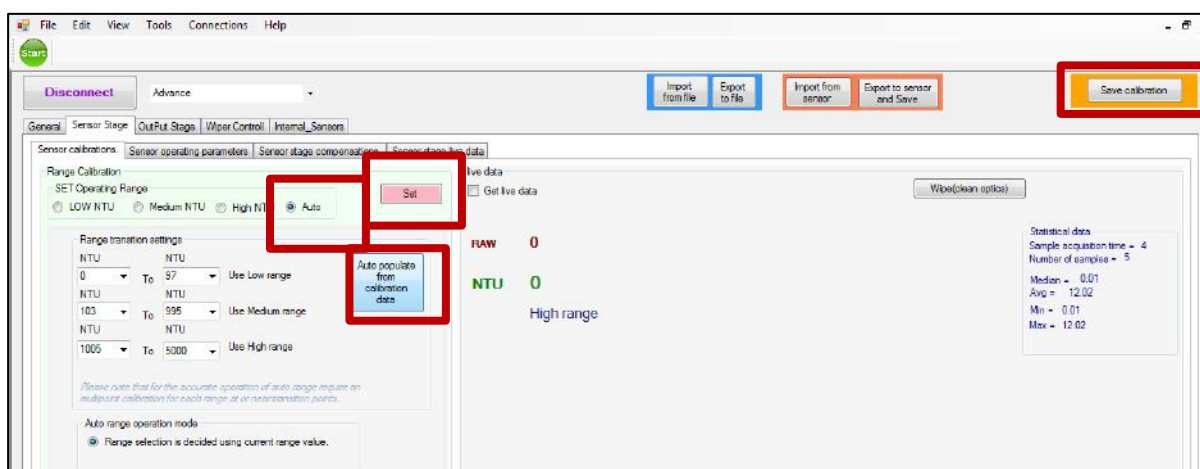 File Edit View Tools Connections Help
Start
Disconnect Advance Import from file Export to file Import from sensor Export to sensor and Save Save calibration
General Sensor Stage OutPut Stage Wiper Controll Internal_Sensors
Sensor calibrations. Sensor operating parameters Sensor stage compensations Sensor stage live data
Range Calibration
SET Operating Range
LOW NTU Medium NTU High NTU Auto
Set
Range transition settings
NTU NTU
0 To 97 Use Low range
NTU NTU
103 To 995 Use Medium range
NTU NTU
1005 To 5000 Use High range
Auto populate
from
calibration
data
Please note that for the accurate operation of auto range require an
multipoint calibration for each range at or near transition points.
Auto range operation mode
Range selection is decided using current range value.
live data
Get live data
Wipe(clean optics)
RAW 0
NTU 0
High range
Statistical data
Sample acquisition time = 4
Number of samples = 5
Median = 0.01
Avg = 12.02
Min = 0.01
Max = 12.02